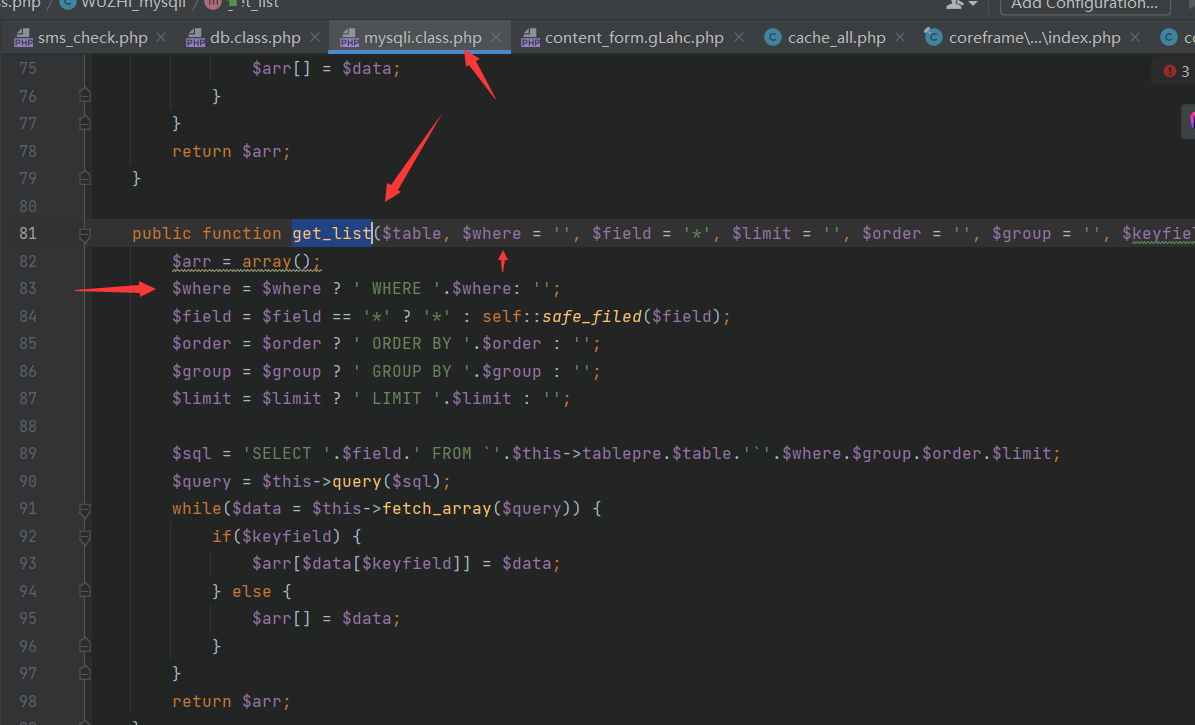 ss.php WUZHI_mysqli m get_list Add Configuration...
sms_check.php db.class.php mysqli.class.php content_form.gLahc.php cache_all.php coreframe\...\index.php
75 $arr[] = $data;
3
76 }
77 }
78 return $arr;
79 }
80
81 public function get_list($table, $where = '', $field = '*', $limit = '', $order = '', $group = '', $keyfiel
82 $arr = array();
83 $where = $where ? ' WHERE '.$where: '';
84 $field = $field == '*' ? '*' : self::safe_filed($field);
85 $order = $order ? ' ORDER BY '.$order : '';
86 $group = $group ? ' GROUP BY '.$group : '';
87 $limit = $limit ? ' LIMIT '.$limit : '';
88
89 $sql = 'SELECT '.$field.' FROM `'.$this->tablepre.$table.'`'.$where.$group.$order.$limit;
90 $query = $this->query($sql);
91 while($data = $this->fetch_array($query)) {
92 if($keyfield) {
93 $arr[$data[$keyfield]] = $data;
94 } else {
95 $arr[] = $data;
96 }
97 }
98 return $arr;